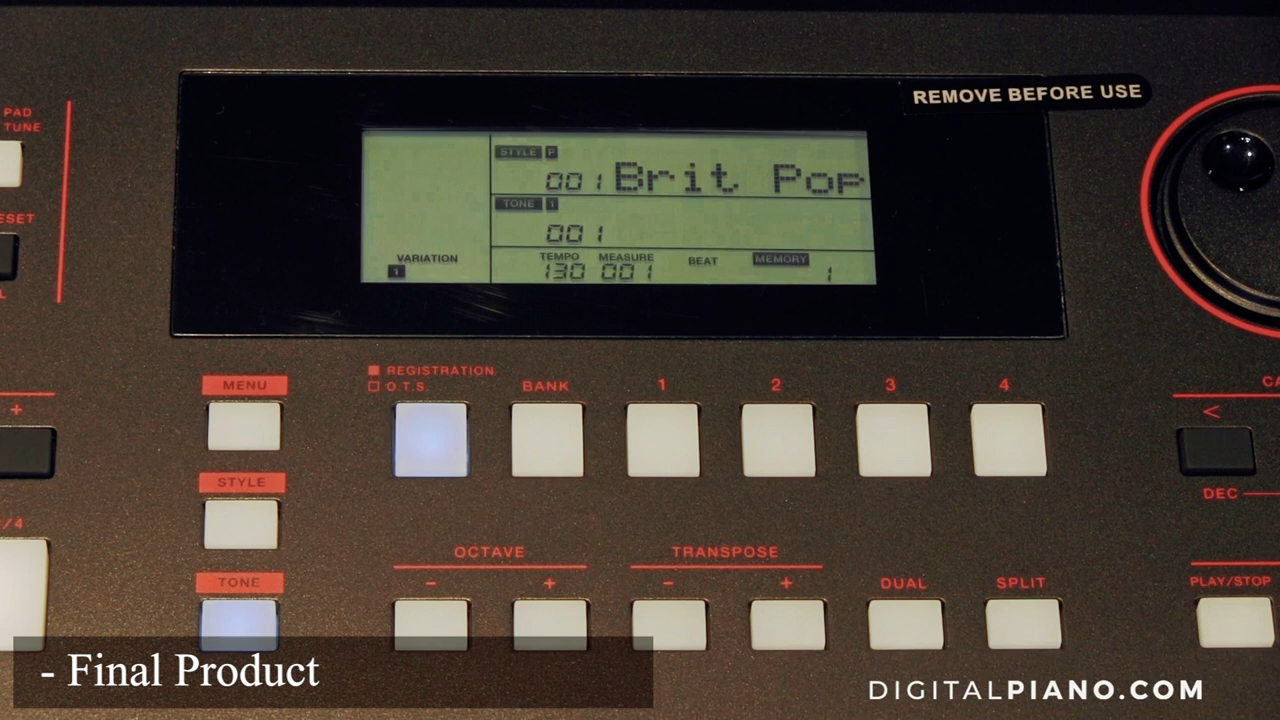 REMOVE BEFORE USE
PAD
TUNE
STYLE P
001 Brit Pop
TONE 1
001
VARIATION
1
TEMPO MEASURE BEAT MEMORY
130 001 1
MENU
REGISTRATION
O.T.S.
BANK 1 2 3 4
+
<
STYLE
DEC
/4
OCTAVE TRANSPOSE
TONE
- + - + DUAL SPLIT PLAY/STOP
- Final Product
DIGITALPIANO.COM